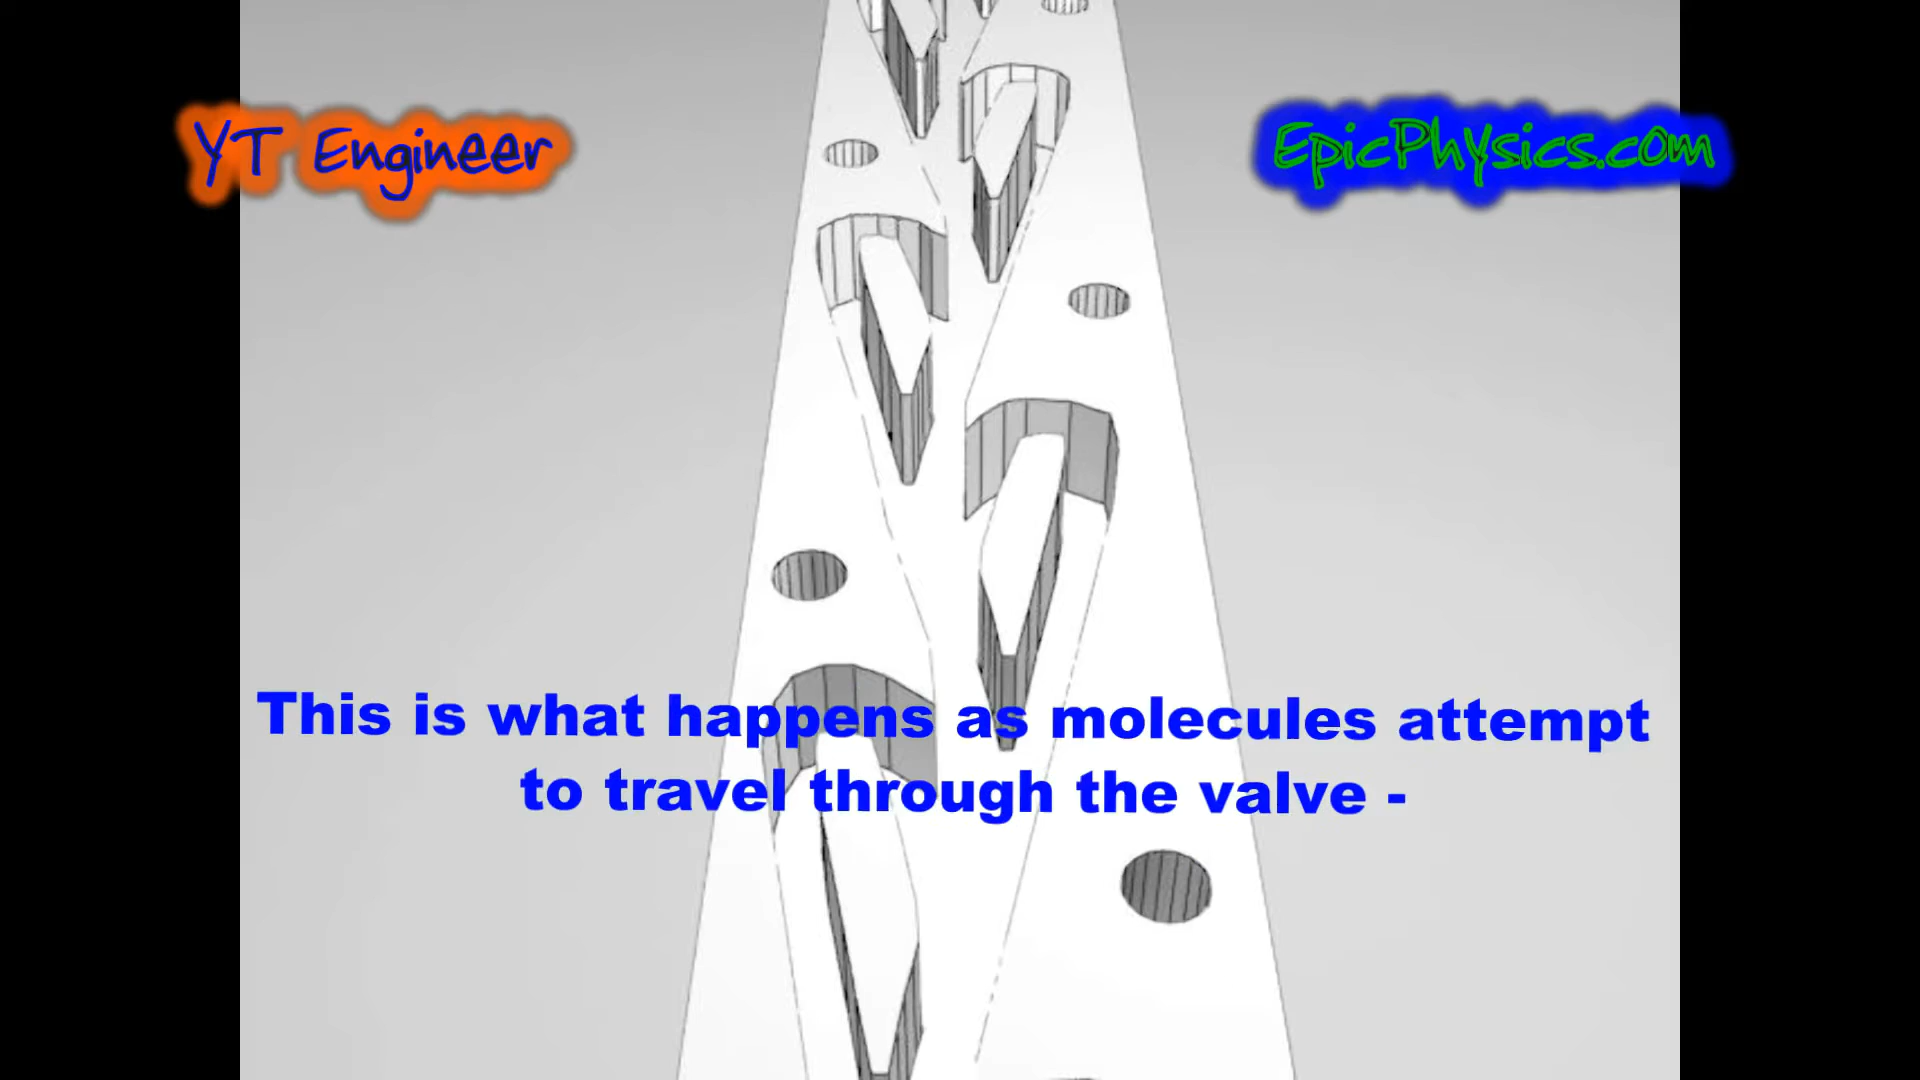 YT Engineer
EpicPhysics.com
This is what happens as molecules attempt
to travel through the valve -